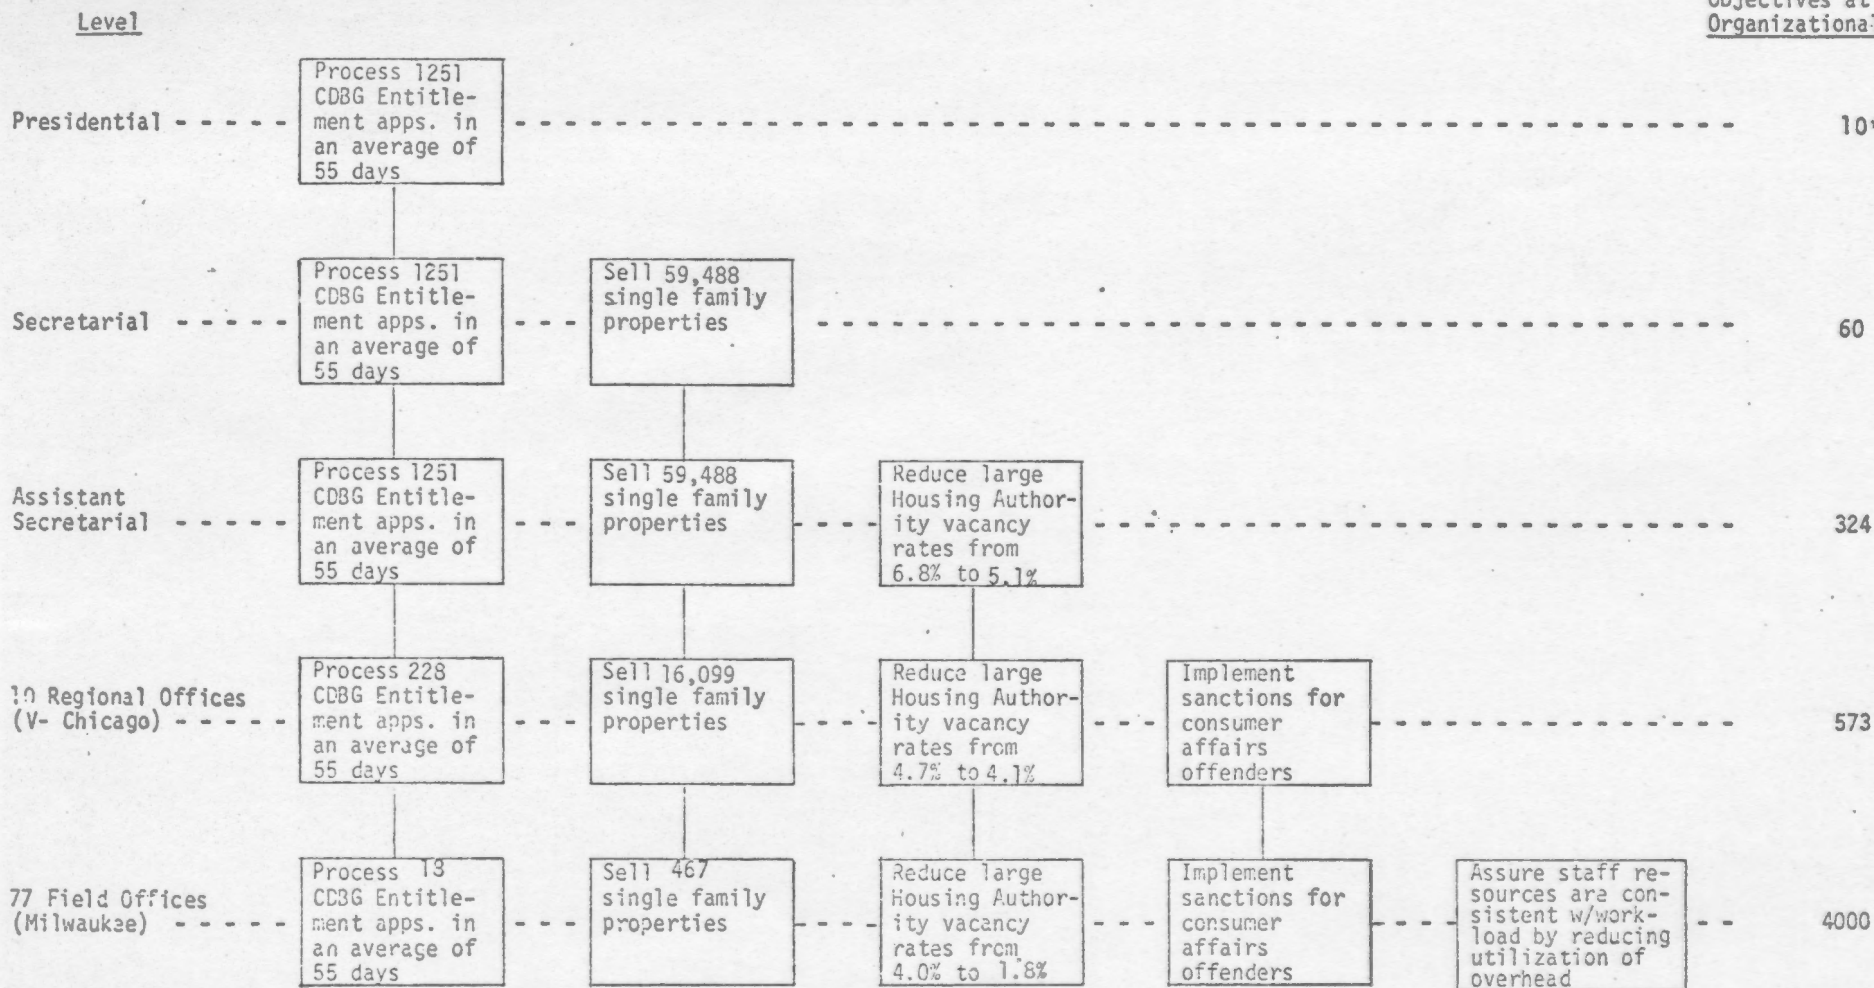 Level
Objectives at
Organizational
Process 1251
CDBG Entitle-
ment apps. in
an average of
55 days
Presidential
10
Process 1251
CDBG Entitle-
ment apps. in
an average of
55 days
Sell 59,488
single family
properties
Secretarial
60
Process 1251
CDBG Entitle-
ment apps. in
an average of
55 days
Sell 59,488
single family
properties
Reduce large
Housing Author-
ity vacancy
rates from
6.8% to 5.1%
Assistant
Secretarial
324
Process 228
CDBG Entitle-
ment apps. in
an average of
55 days
Sell 16,099
single family
properties
Reduce large
Housing Author-
ity vacancy
rates from
4.7% to 4.1%
Implement
sanctions for
consumer
affairs
offenders
10 Regional Offices
(V- Chicago)
573
Process 13
CDBG Entitle-
ment apps. in
an average of
55 days
Sell 467
single family
properties
Reduce large
Housing Author-
ity vacancy
rates from
4.0% to 1.8%
Implement
sanctions for
consumer
affairs
offenders
Assure staff re-
sources are con-
sistent w/work-
load by reducing
utilization of
overhead
77 Field Offices
(Milwaukee)
4000